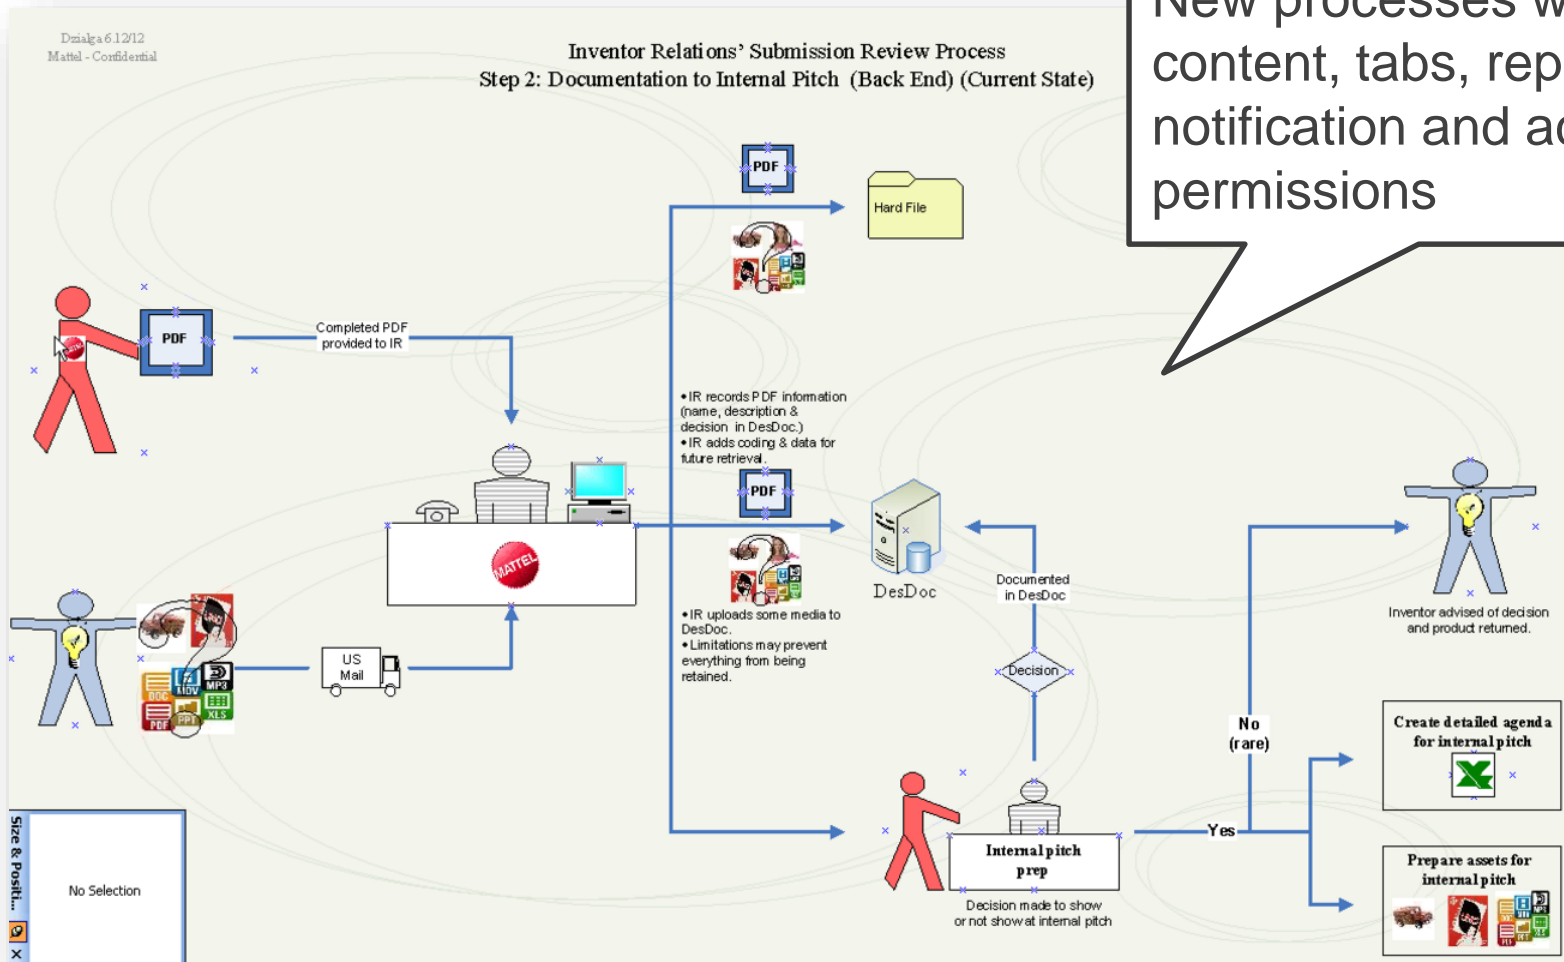 Dzialga 6.12/12
Mattel - Confidential
Inventor Relations' Submission Review Process
Step 2: Documentation to Internal Pitch (Back End) (Current State)
New processes
content, tabs,
notification and
permissions
PDF
Hard File
PDF
Completed PDF
provided to IR
• IR records PDF information
(name, description &
decision in DesDoc.)
• IR adds coding & data for
future retrieval.
PDF
MATTEL
DesDoc
• IR uploads some media to
DesDoc.
• Limitations may prevent
everything from being
retained.
US
Mail
DOC
MOV
MP3
PDF
PPT
XLS
Documented
in DesDoc
Decision
Inventor advised of decision
and product returned.
No
(rare)
Yes
Internal pitch
prep
Decision made to show
or not show at internal pitch
Create detailed agenda
for internal pitch
Prepare assets for
internal pitch
Size & Positi...
No Selection